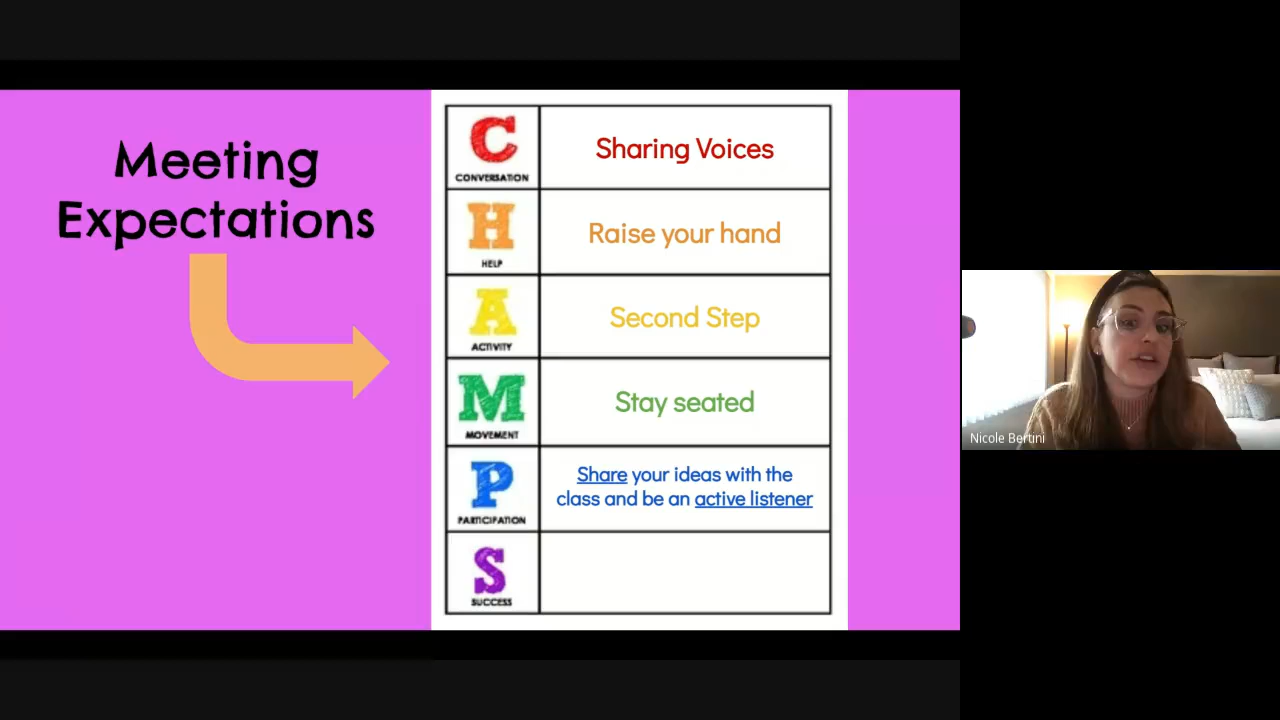 Meeting
Expectations
C
CONVERSATION
Sharing Voices
H
HELP
Raise your hand
A
ACTIVITY
Second Step
M
MOVEMENT
Stay seated
P
PARTICIPATION
Share your ideas with the
class and be an active listener
S
SUCCESS
Nicole Bertini